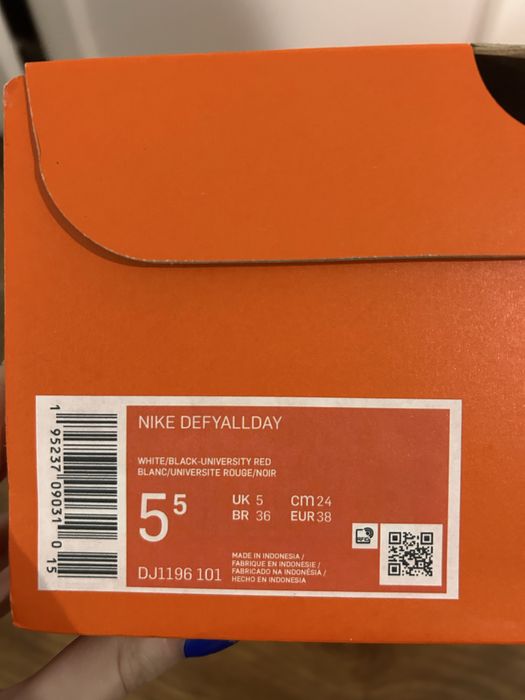 NIKE DEFYALLDAY
WHITE/BLACK-UNIVERSITY RED
BLANC/UNIVERSITE ROUGE/NOIR
5⁵
UK 5 cm 24
BR 36 EUR 38
MADE IN INDONESIA/
FABRIQUE EN INDONESIE/
FABRICADO NA INDONÉSIA/
HECHO EN INDONESIA
DJ1196 101
1 95237 09031 0 15